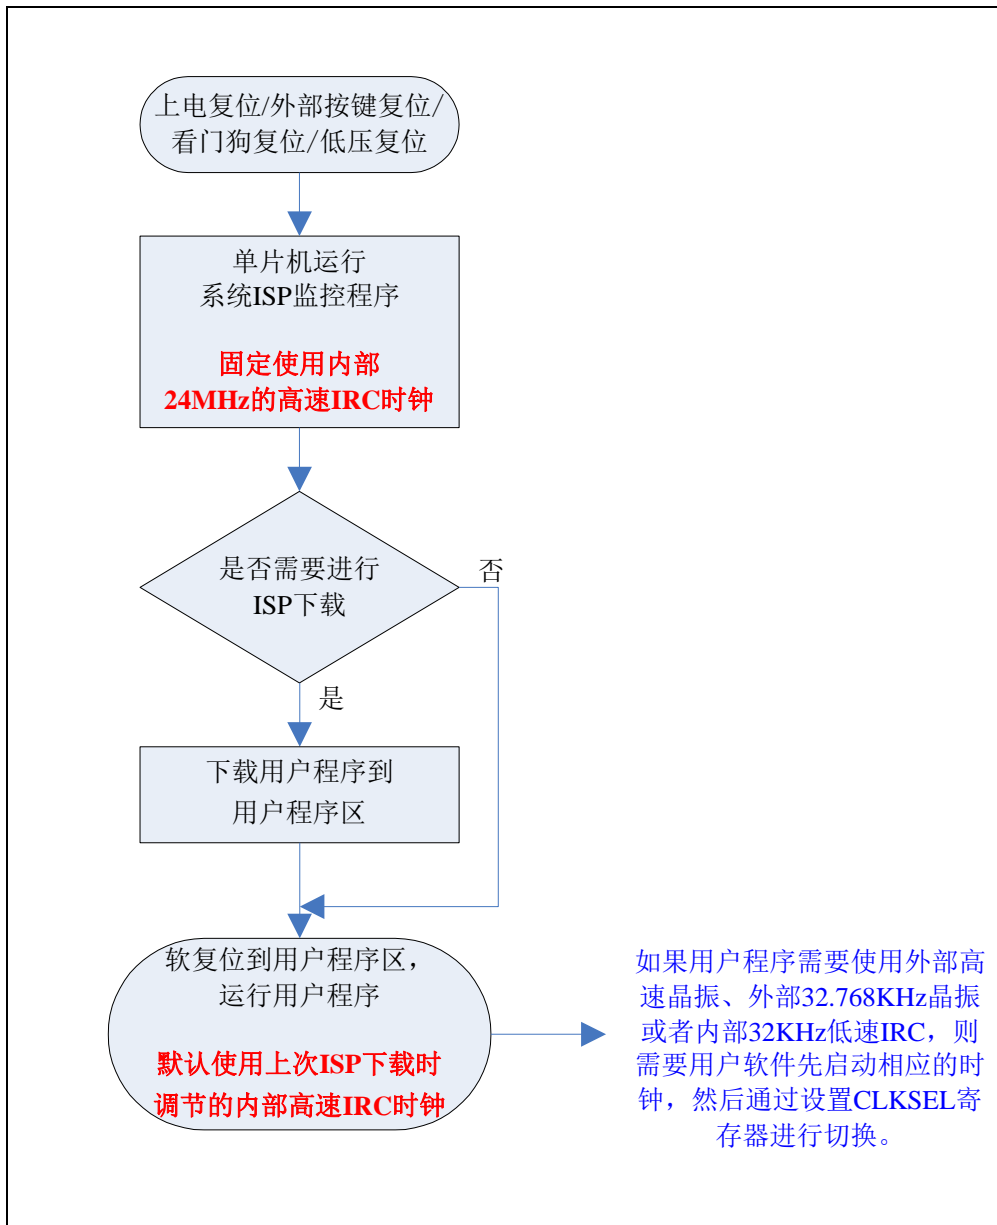 上电复位/外部按键复位/
看门狗复位/低压复位
单片机运行
系统ISP监控程序
固定使用内部
24MHz的高速IRC时钟
是否需要进行
ISP下载
否
是
下载用户程序到
用户程序区
软复位到用户程序区，
运行用户程序
默认使用上次ISP下载时
调节的内部高速IRC时钟
如果用户程序需要使用外部高
速晶振、外部32.768KHz晶振
或者内部32KHz低速IRC，则
需要用户软件先启动相应的时
钟，然后通过设置CLKSEL寄
存器进行切换。